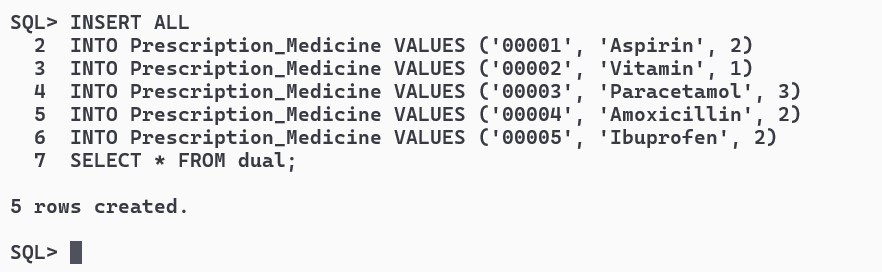 SQL> INSERT ALL
  2  INTO Prescription_Medicine VALUES ('00001', 'Aspirin', 2)
  3  INTO Prescription_Medicine VALUES ('00002', 'Vitamin', 1)
  4  INTO Prescription_Medicine VALUES ('00003', 'Paracetamol', 3)
  5  INTO Prescription_Medicine VALUES ('00004', 'Amoxicillin', 2)
  6  INTO Prescription_Medicine VALUES ('00005', 'Ibuprofen', 2)
  7  SELECT * FROM dual;

5 rows created.

SQL>